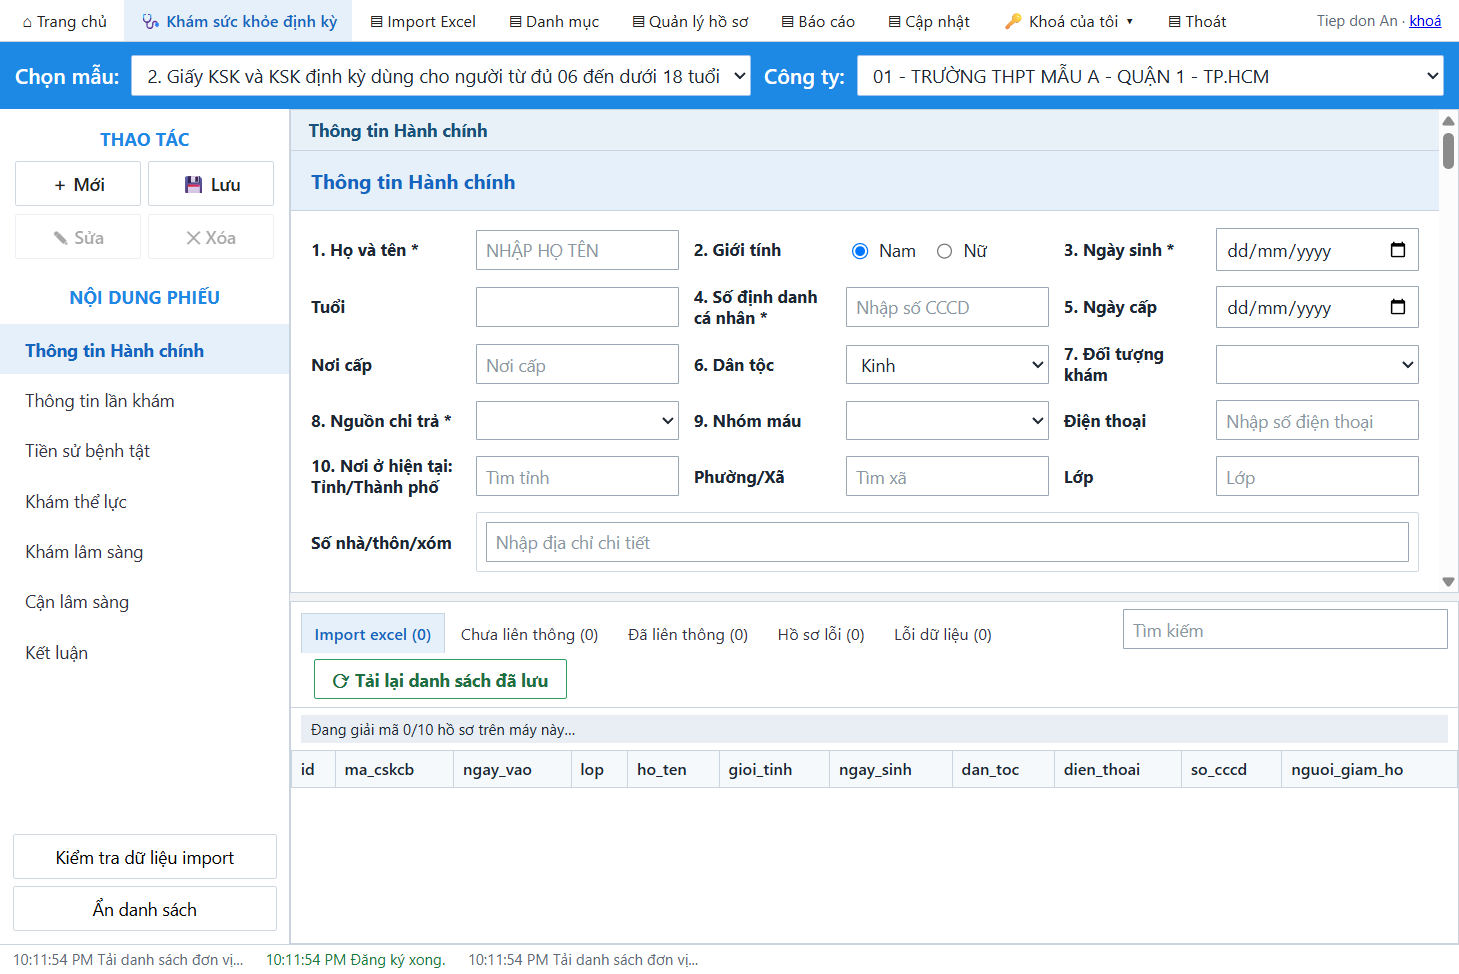 Trang chủ Khám sức khỏe định kỳ Import Excel Danh mục Quản lý hồ sơ Báo cáo Cập nhật Khoá của tôi ▾ Thoát Tiep don An · khoá
Chọn mẫu: 2. Giấy KSK và KSK định kỳ dùng cho người từ đủ 06 đến dưới 18 tuổi Công ty: 01 - TRƯỜNG THPT MẪU A - QUẬN 1 - TP.HCM
THAO TÁC
+ Mới Lưu
Sửa Xóa
NỘI DUNG PHIẾU
Thông tin Hành chính
Thông tin lần khám
Tiền sử bệnh tật
Khám thể lực
Khám lâm sàng
Cận lâm sàng
Kết luận
Kiểm tra dữ liệu import
Ẩn danh sách
Thông tin Hành chính
Thông tin Hành chính
1. Họ và tên * NHẬP HỌ TÊN 2. Giới tính Nam Nữ 3. Ngày sinh * dd/mm/yyyy
Tuổi 4. Số định danh cá nhân * Nhập số CCCD 5. Ngày cấp dd/mm/yyyy
Nơi cấp Nơi cấp 6. Dân tộc Kinh 7. Đối tượng khám
8. Nguồn chi trả * 9. Nhóm máu Điện thoại Nhập số điện thoại
10. Nơi ở hiện tại: Tỉnh/Thành phố Tìm tỉnh Phường/Xã Tìm xã Lớp Lớp
Số nhà/thôn/xóm Nhập địa chỉ chi tiết
Import excel (0) Chưa liên thông (0) Đã liên thông (0) Hồ sơ lỗi (0) Lỗi dữ liệu (0) Tìm kiếm
Tải lại danh sách đã lưu
Đang giải mã 0/10 hồ sơ trên máy này...
id ma_cskcb ngay_vao lop ho_ten gioi_tinh ngay_sinh dan_toc dien_thoai so_cccd nguoi_giam_ho
10:11:54 PM Tải danh sách đơn vị... 10:11:54 PM Đăng ký xong. 10:11:54 PM Tải danh sách đơn vị...